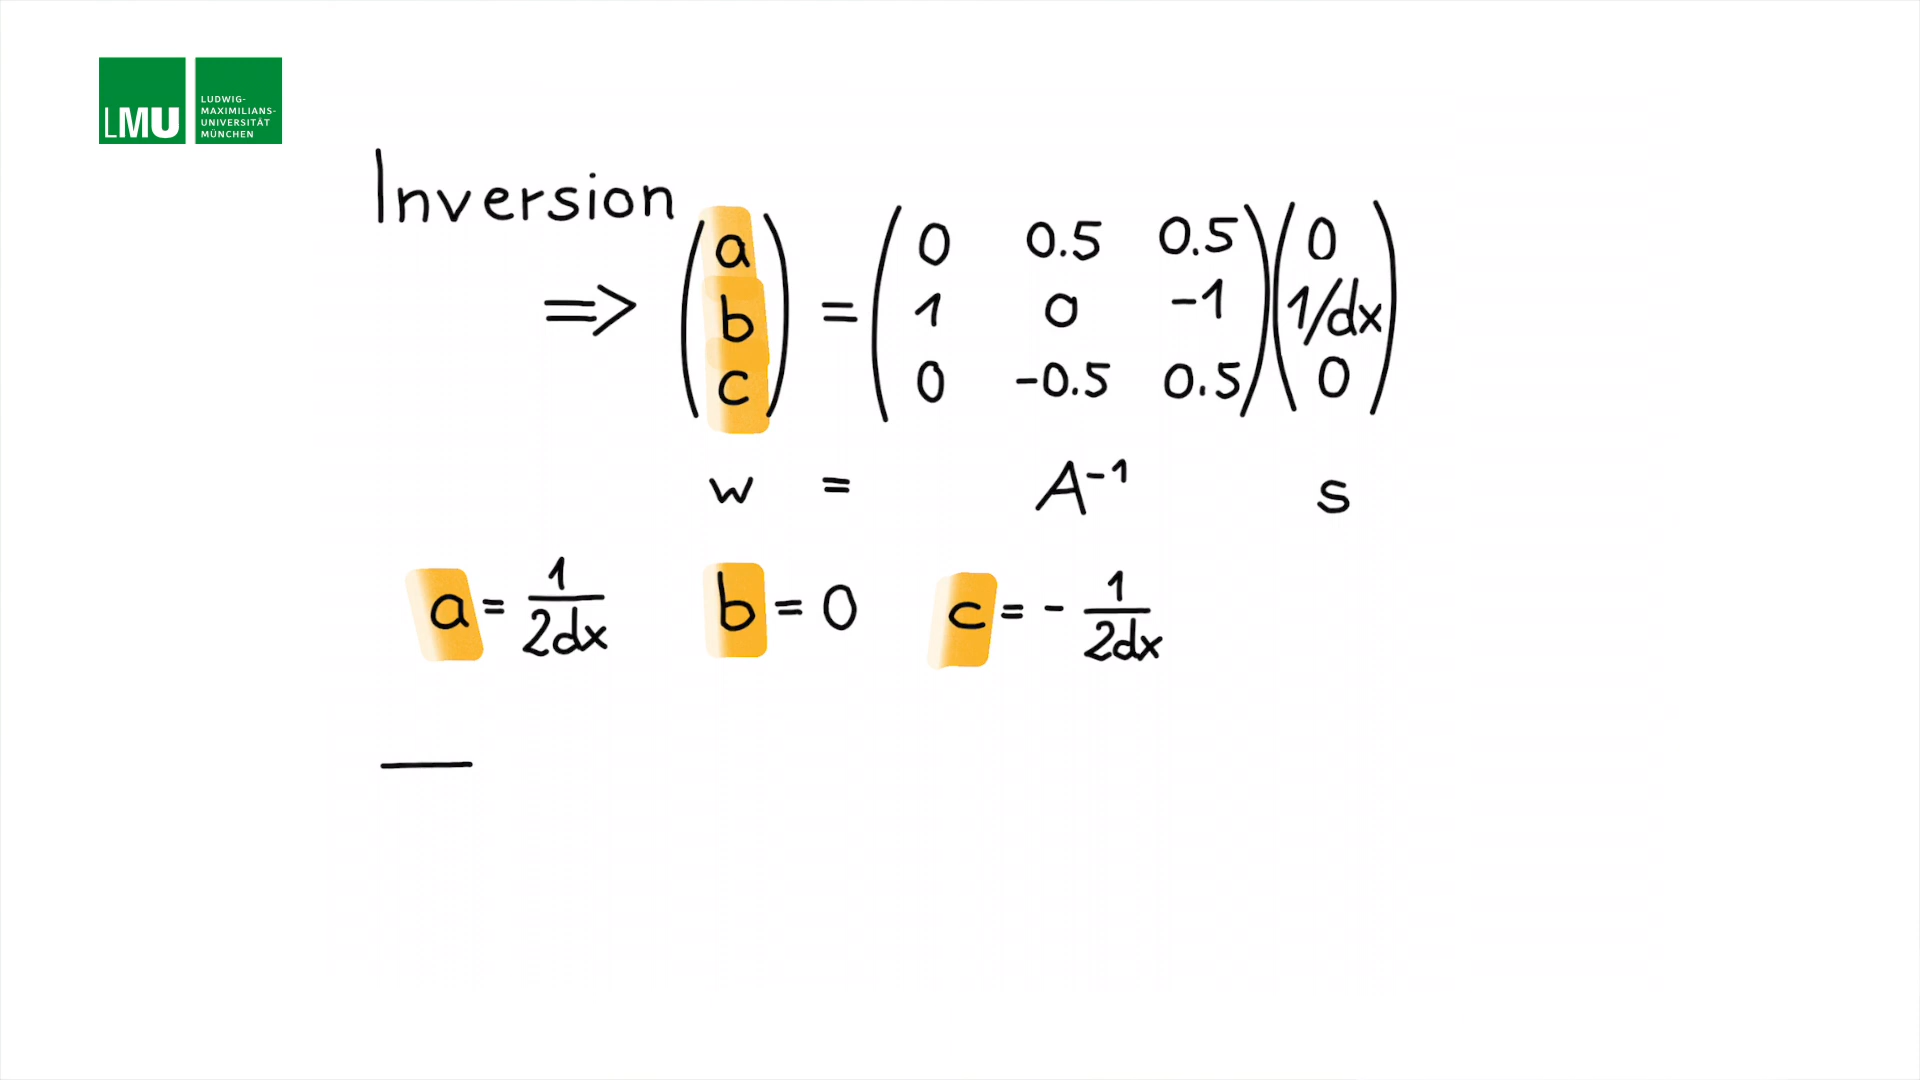 LMU
LUDWIG-
MAXIMILIANS-
UNIVERSITÄT
MÜNCHEN
Inversion
=> (a b c) = (0 0.5 0.5 1 0 -1 0 -0.5 0.5) (0 1/dx 0)
w = A⁻¹ s
a = 1/2dx b = 0 c = - 1/2dx